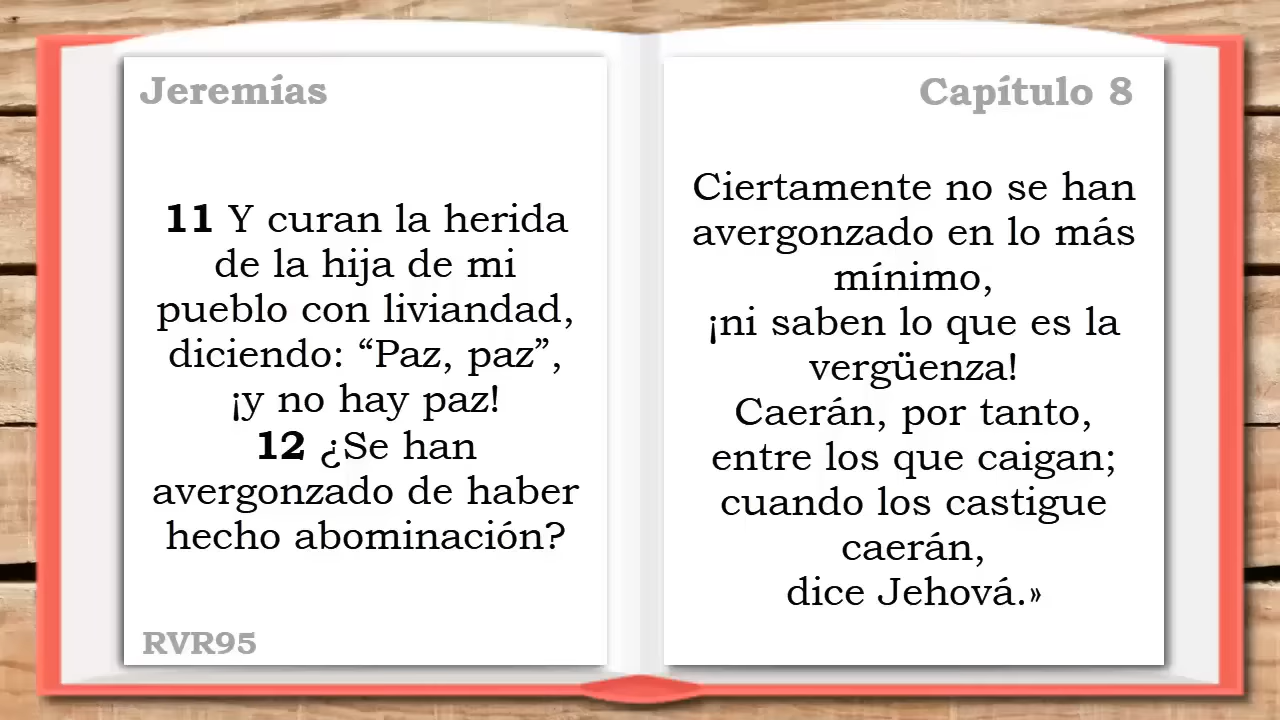 Jeremías
11 Y curan la herida
de la hija de mi
pueblo con liviandad,
diciendo: “Paz, paz”,
¡y no hay paz!
12 ¿Se han
avergonzado de haber
hecho abominación?
RVR95
Capítulo 8
Ciertamente no se han
avergonzado en lo más
mínimo,
¡ni saben lo que es la
vergüenza!
Caerán, por tanto,
entre los que caigan;
cuando los castigue
caerán,
dice Jehová.»